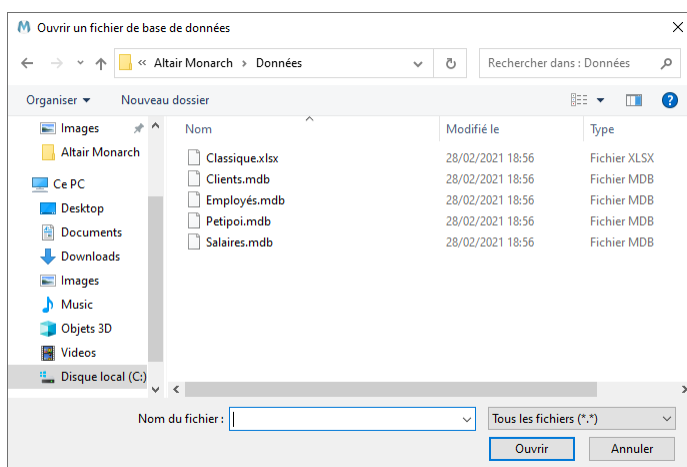 Ouvrir un fichier de base de données
« Altair Monarch › Données
Rechercher dans : Données
Organiser Nouveau dossier
Images
Altair Monarch
Ce PC
Desktop
Documents
Downloads
Images
Music
Objets 3D
Videos
Disque local (C:)
Nom Modifié le Type
Classique.xlsx 28/02/2021 18:56 Fichier XLSX
Clients.mdb 28/02/2021 18:56 Fichier MDB
Employés.mdb 28/02/2021 18:56 Fichier MDB
Petipoi.mdb 28/02/2021 18:56 Fichier MDB
Salaires.mdb 28/02/2021 18:56 Fichier MDB
Nom du fichier : Tous les fichiers (*.*)
Ouvrir Annuler